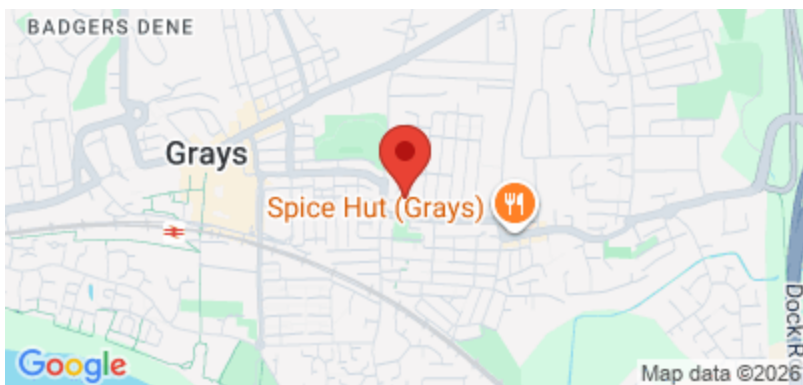 BADGERS DENE
Grays
Spice Hut (Grays)
Dock R
Google
Map data ©2026